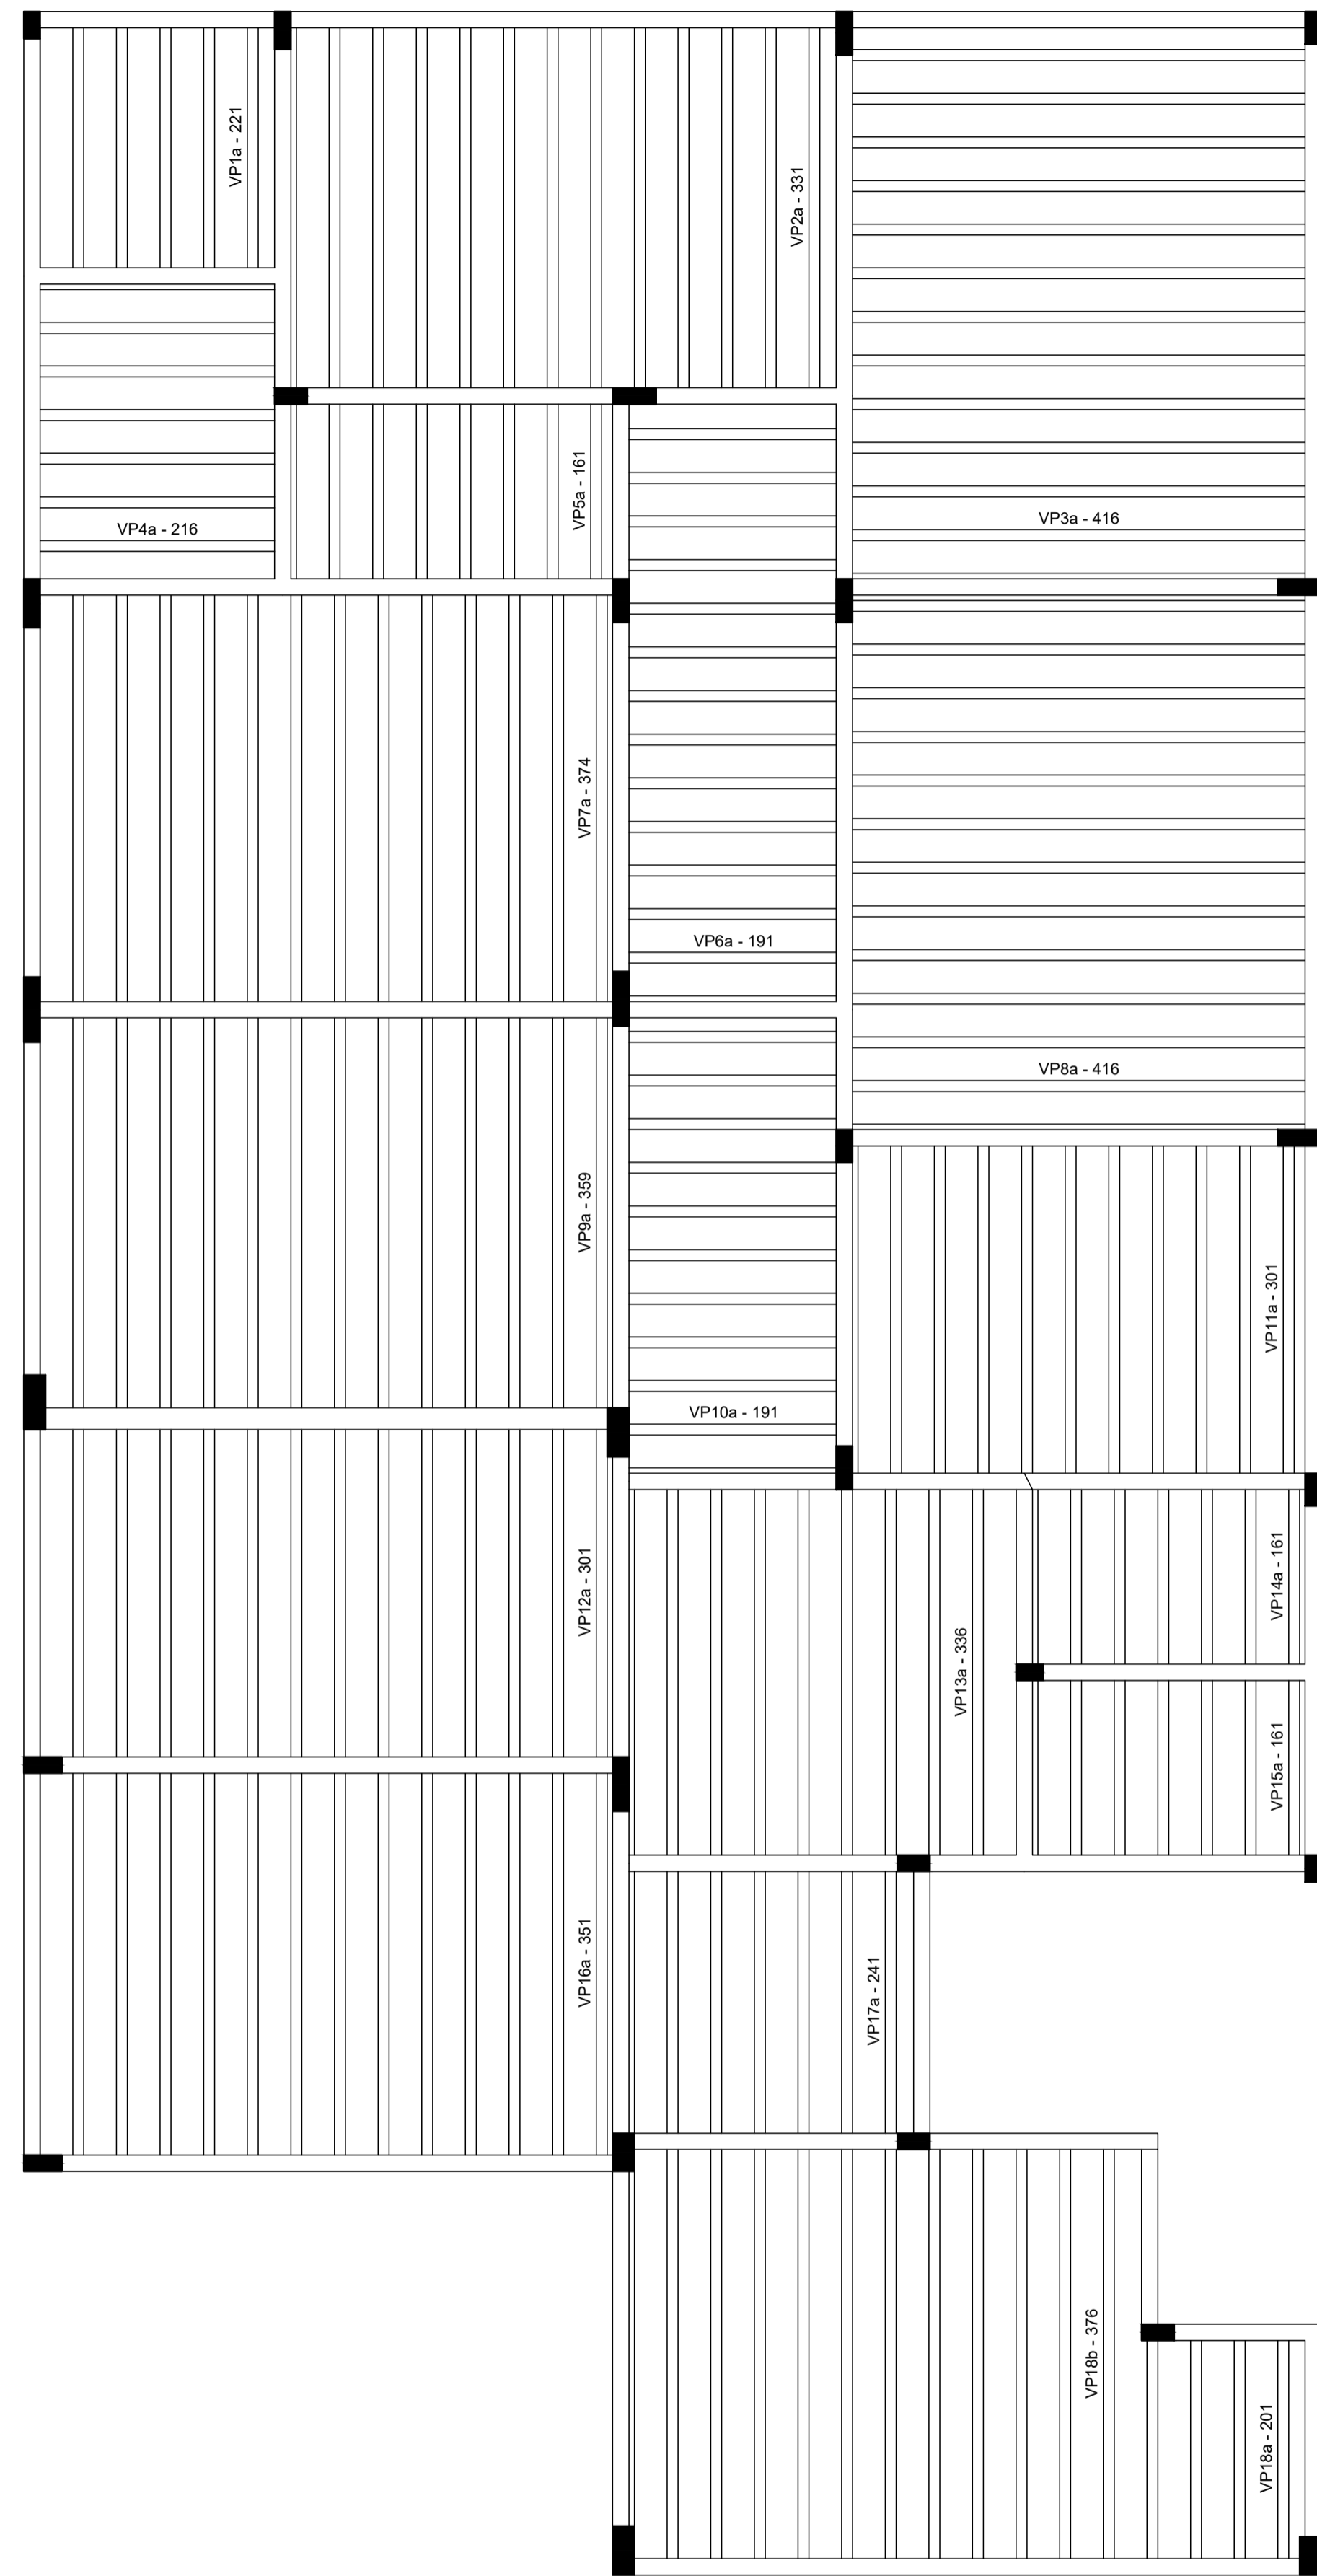 VP1a - 221
VP2a - 331
VP3a - 416
VP4a - 216
VP5a - 161
VP6a - 191
VP7a - 374
VP8a - 416
VP9a - 359
VP10a - 191
VP11a - 301
VP12a - 301
VP13a - 336
VP14a - 161
VP15a - 161
VP16a - 351
VP17a - 241
VP18b - 376
VP18a - 201